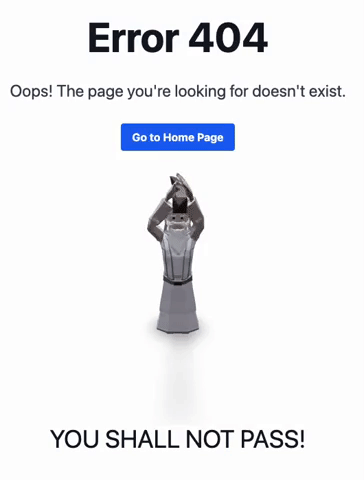 Error 404
Oops! The page you're looking for doesn't exist.
Go to Home Page
YOU SHALL NOT PASS!